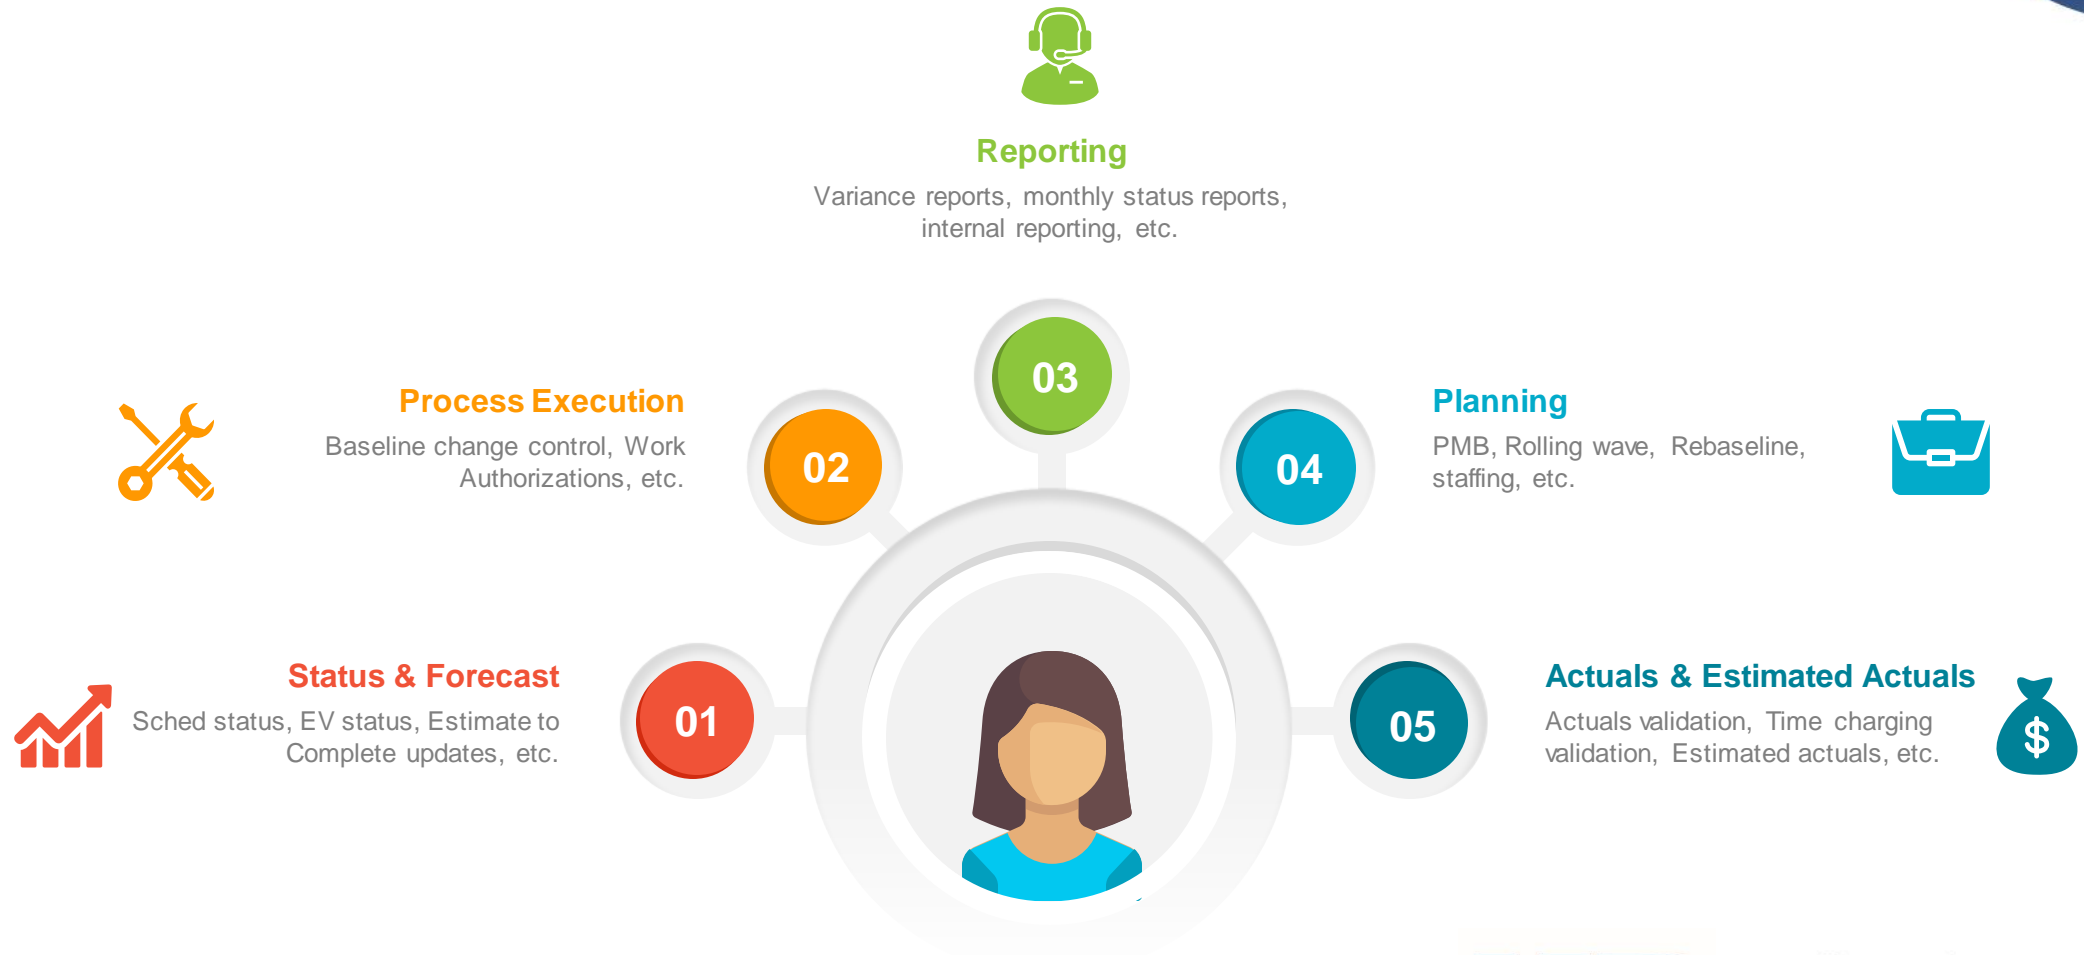 Reporting
Variance reports, monthly status reports,
internal reporting, etc.
03
Process Execution
Baseline change control, Work
Authorizations, etc.
02
04
Planning
PMB, Rolling wave, Rebaseline,
staffing, etc.
Status & Forecast
Sched status, EV status, Estimate to
Complete updates, etc.
01
05
Actuals & Estimated Actuals
Actuals validation, Time charging
validation, Estimated actuals, etc.
$